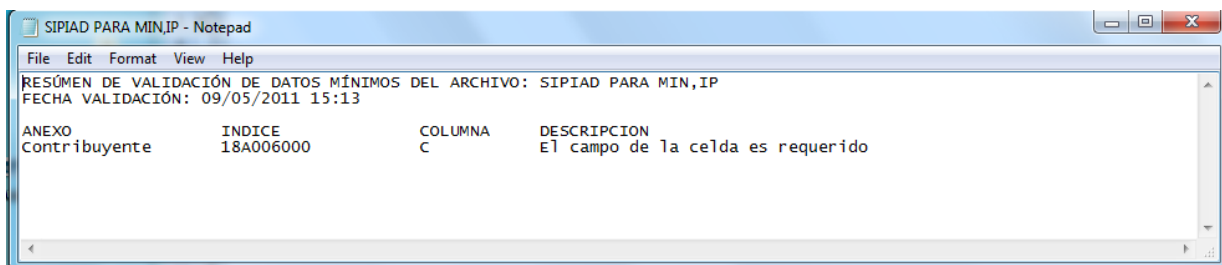 SIPIAD PARA MIN,IP - Notepad
File Edit Format View Help
RESÚMEN DE VALIDACIÓN DE DATOS MÍNIMOS DEL ARCHIVO: SIPIAD PARA MIN,IP
FECHA VALIDACIÓN: 09/05/2011 15:13
ANEXO INDICE COLUMNA DESCRIPCION
Contribuyente 18A006000 C El campo de la celda es requerido